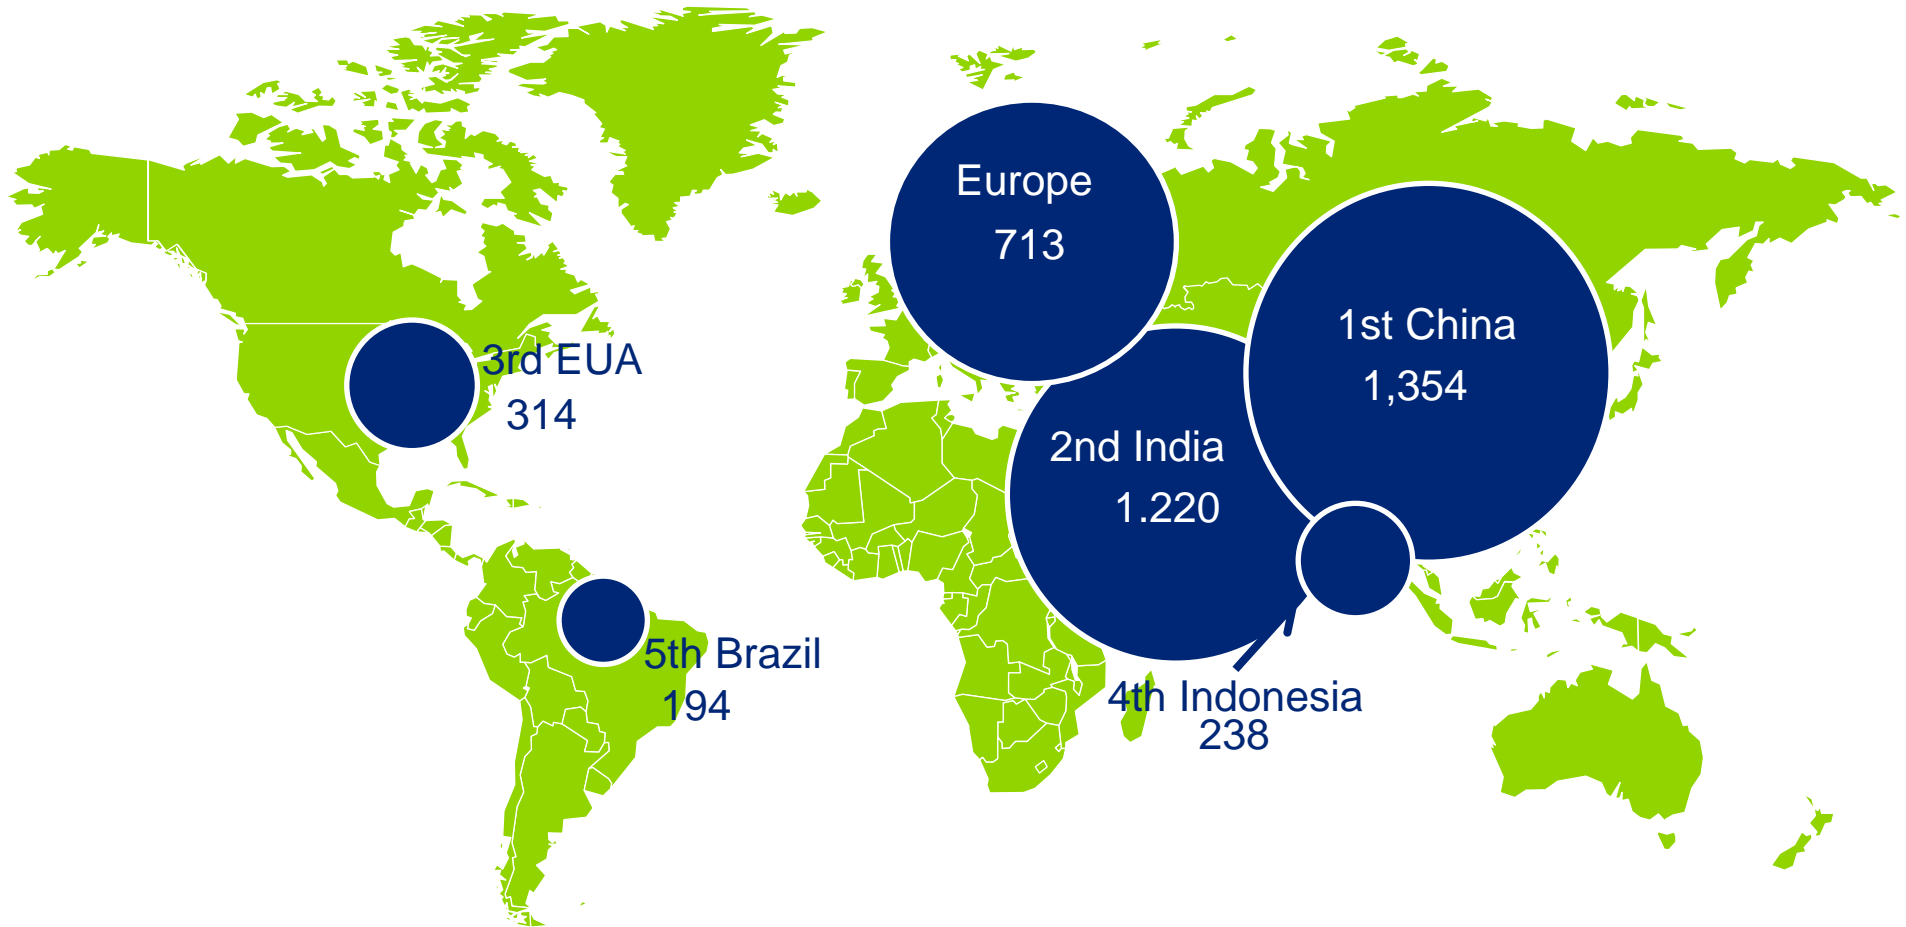 Europe
713
1st China
1,354
3rd EUA
314
2nd India
1.220
5th Brazil
194
4th Indonesia
238